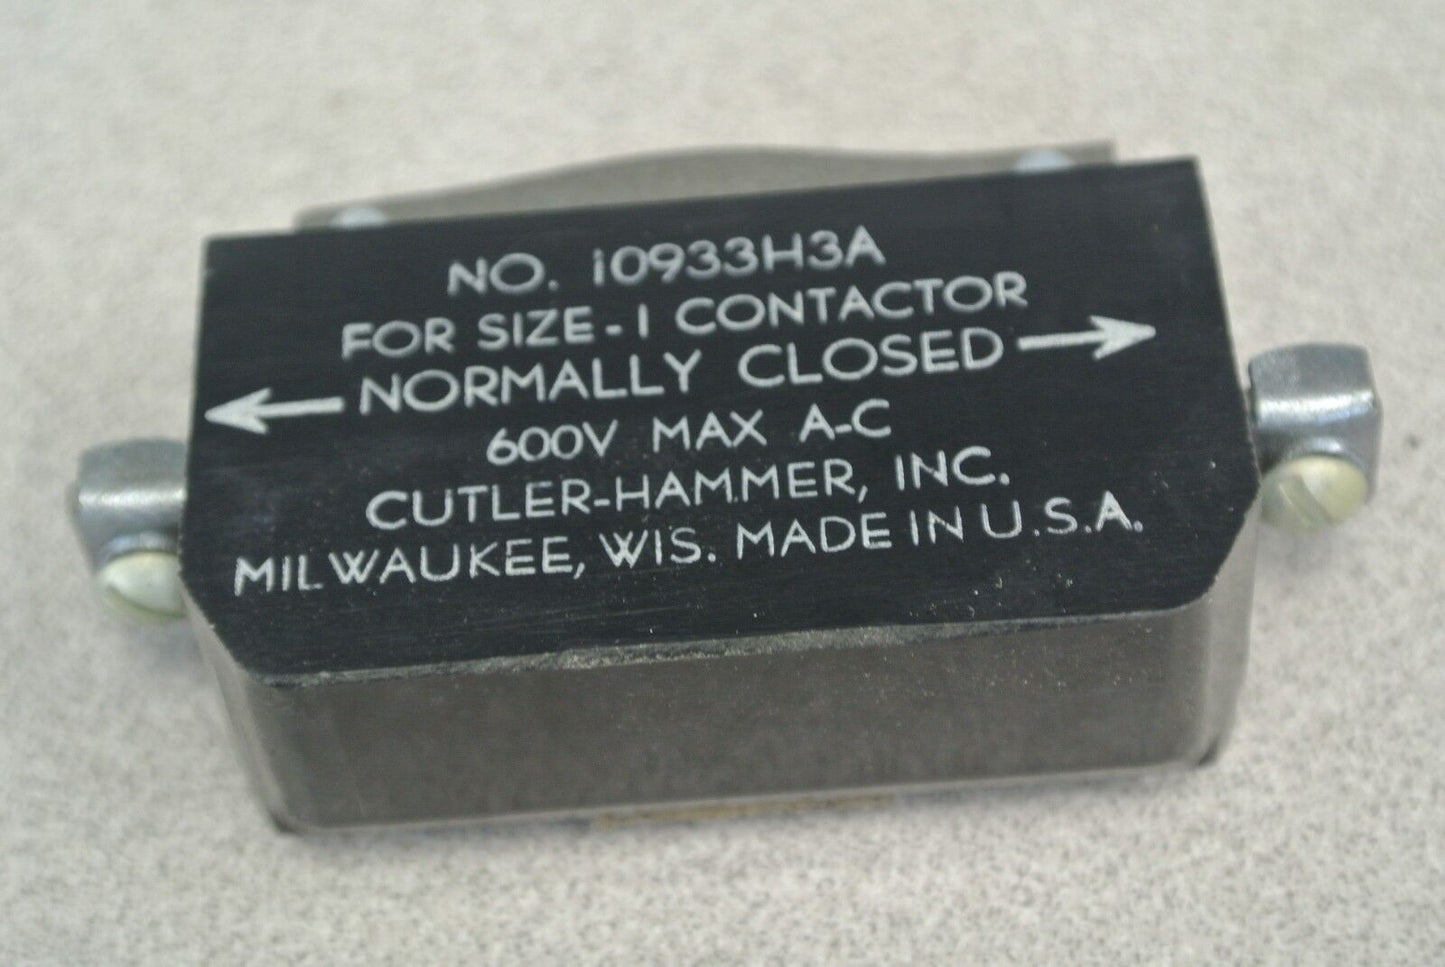 NO. 10933H3A
FOR SIZE-1 CONTACTOR
← NORMALLY CLOSED →
600V MAX A-C
CUTLER-HAMMER, INC.
MILWAUKEE, WIS. MADE IN U.S.A.